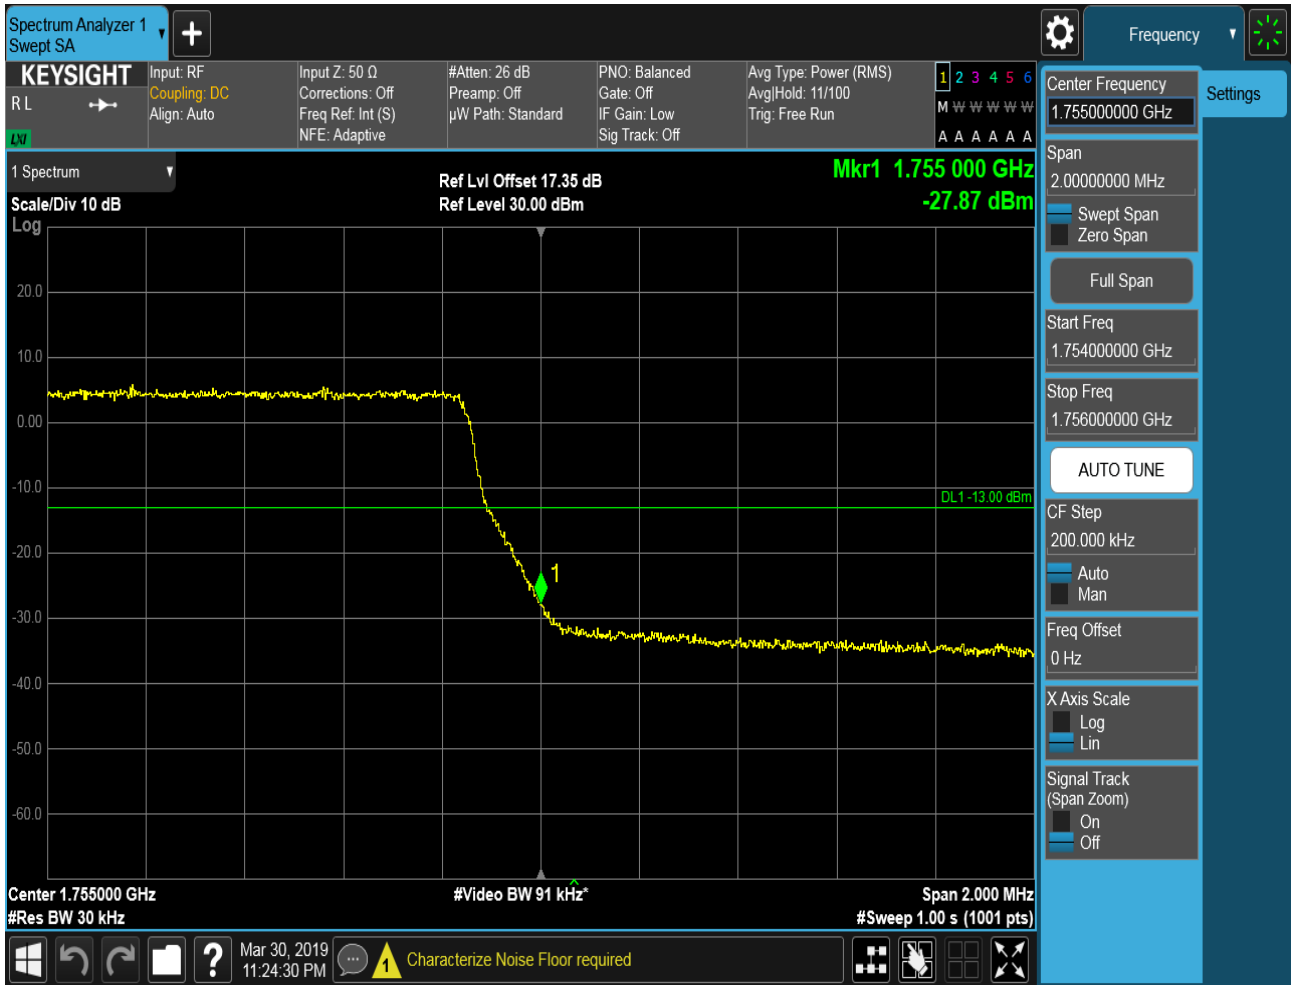 Spectrum Analyzer 1
Swept SA
Frequency
KEYSIGHT
R L
LXI
Input: RF
Coupling: DC
Align: Auto
Input Z: 50 Ω
Corrections: Off
Freq Ref: Int (S)
NFE: Adaptive
#Atten: 26 dB
Preamp: Off
µW Path: Standard
PNO: Balanced
Gate: Off
IF Gain: Low
Sig Track: Off
Avg Type: Power (RMS)
Avg|Hold: 11/100
Trig: Free Run
1 2 3 4 5 6
M W W W W W
A A A A A A
1 Spectrum
Scale/Div 10 dB
Log
Ref Lvl Offset 17.35 dB
Ref Level 30.00 dBm
Mkr1 1.755 000 GHz
-27.87 dBm
20.0
10.0
0.00
-10.0
-20.0
-30.0
-40.0
-50.0
-60.0
DL1 -13.00 dBm
1
Center 1.755000 GHz
#Res BW 30 kHz
#Video BW 91 kHz*
Span 2.000 MHz
#Sweep 1.00 s (1001 pts)
Center Frequency
1.755000000 GHz
Settings
Span
2.00000000 MHz
Swept Span
Zero Span
Full Span
Start Freq
1.754000000 GHz
Stop Freq
1.756000000 GHz
AUTO TUNE
CF Step
200.000 kHz
Auto
Man
Freq Offset
0 Hz
X Axis Scale
Log
Lin
Signal Track
(Span Zoom)
On
Off
?
Mar 30, 2019
11:24:30 PM
1
Characterize Noise Floor required